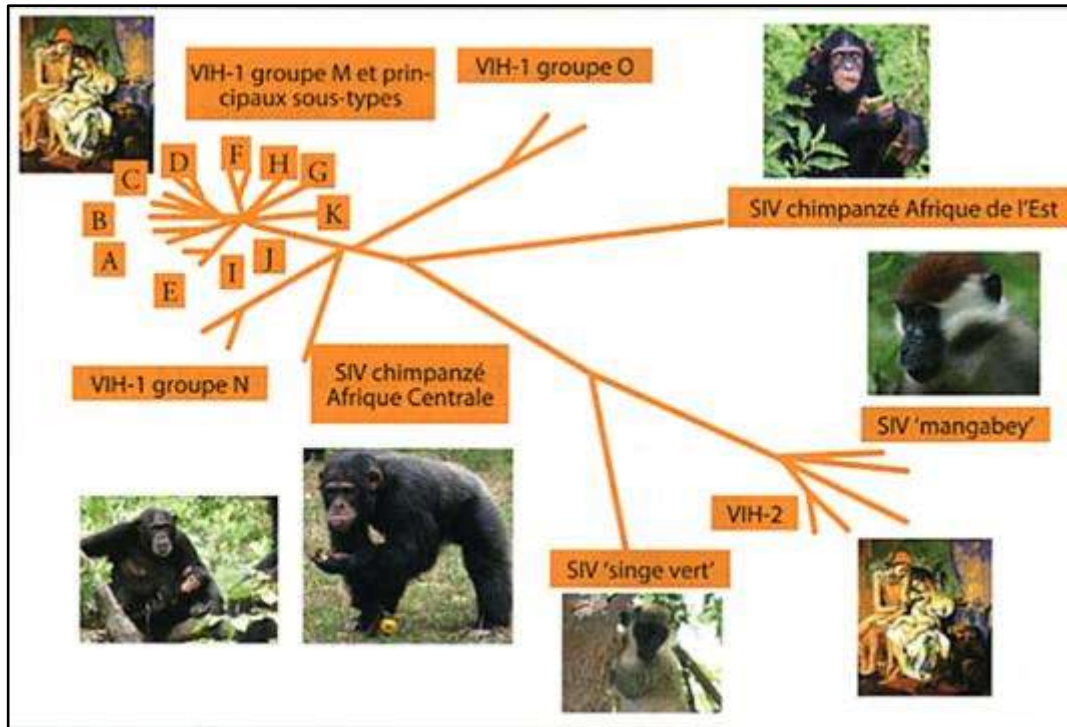 VIH-1 groupe M et prin-
cipaux sous-types
VIH-1 groupe O
D
F
H
C
G
K
B
A
J
I
E
SIV chimpanzé Afrique de l'Est
VIH-1 groupe N
SIV chimpanzé
Afrique Centrale
SIV 'mangabey'
VIH-2
SIV 'singe vert'